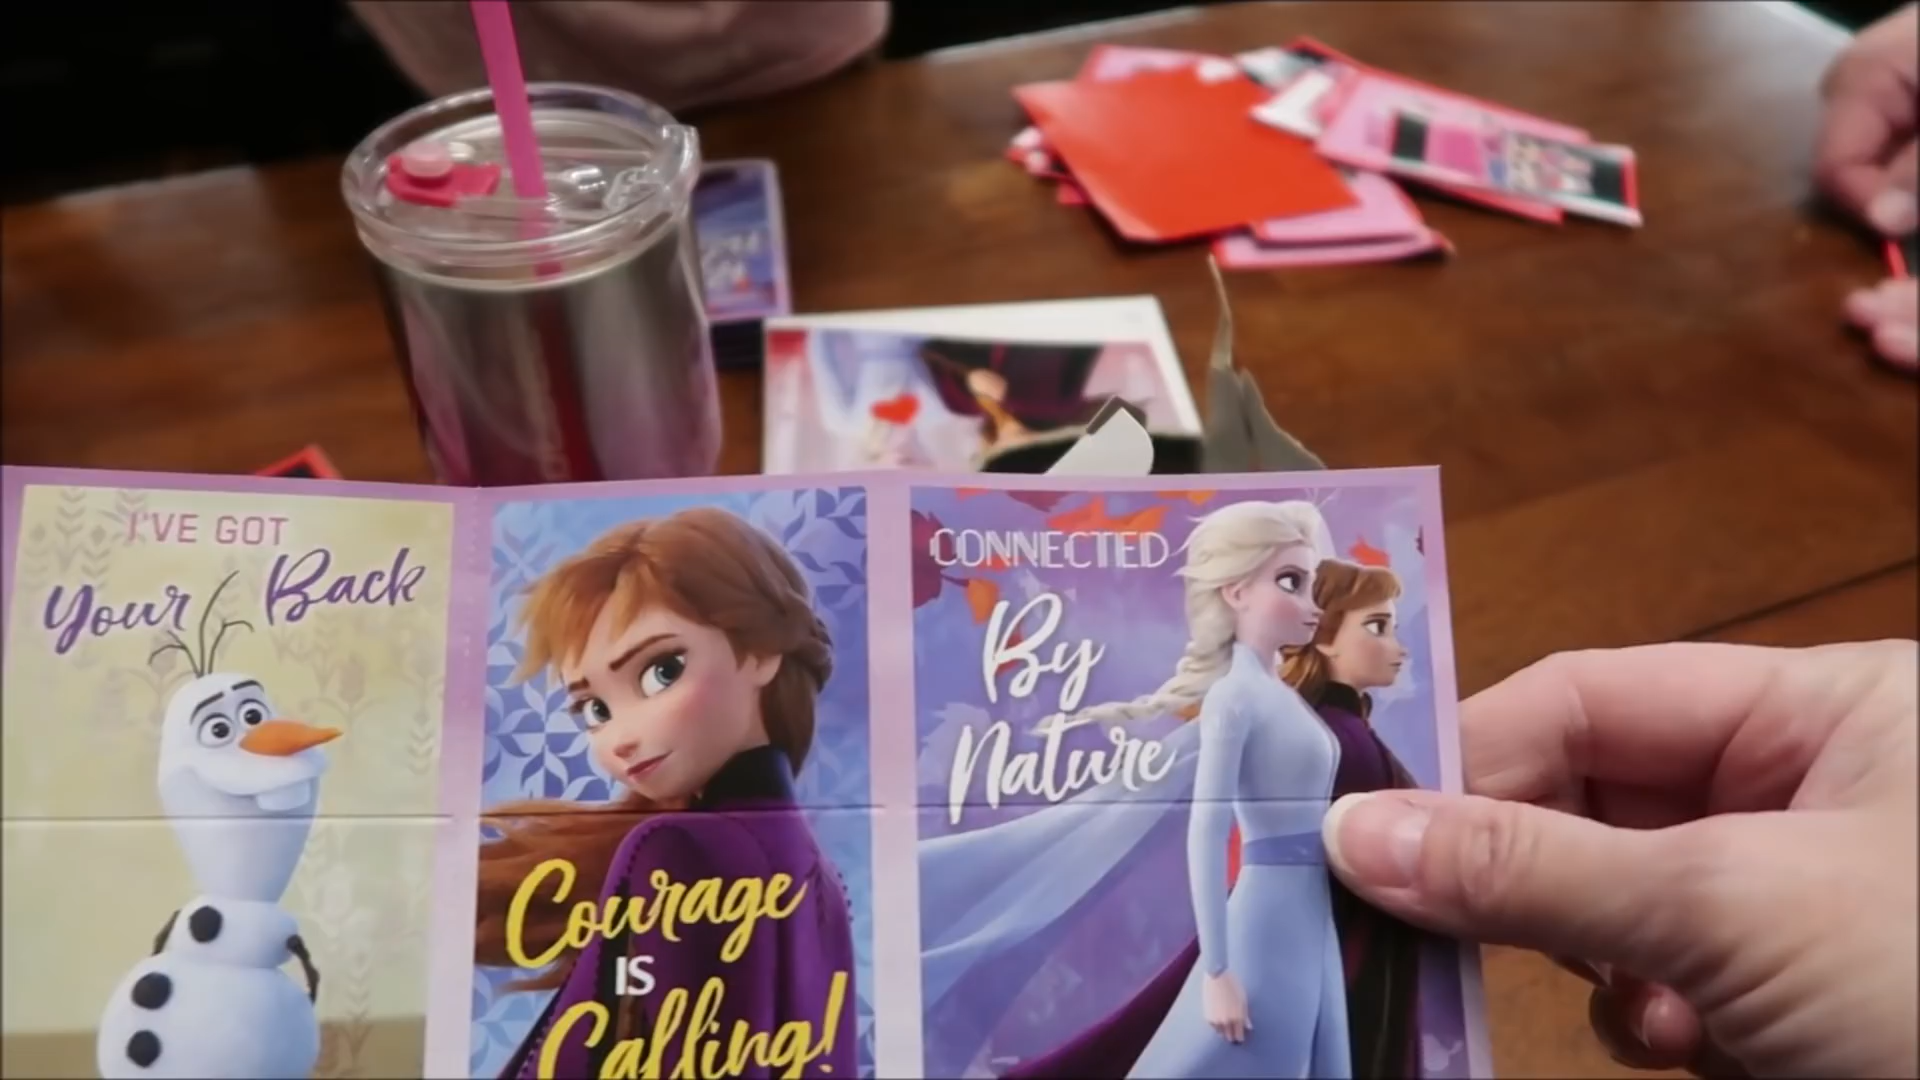 I'VE GOT
Your Back
Courage
IS
Calling!
CONNECTED
By
Nature